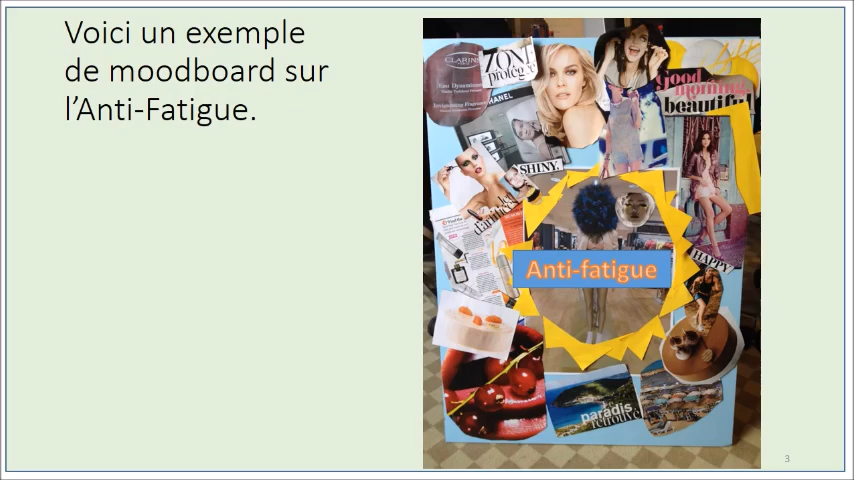 Voici un exemple
de moodboard sur
l’Anti-Fatigue.
CLARINS
ZONE
protégée
CHANEL
Good
morning,
beautiful
SHINY,
Anti-fatigue
HAPPY
Le
paradis
retrouvé
3